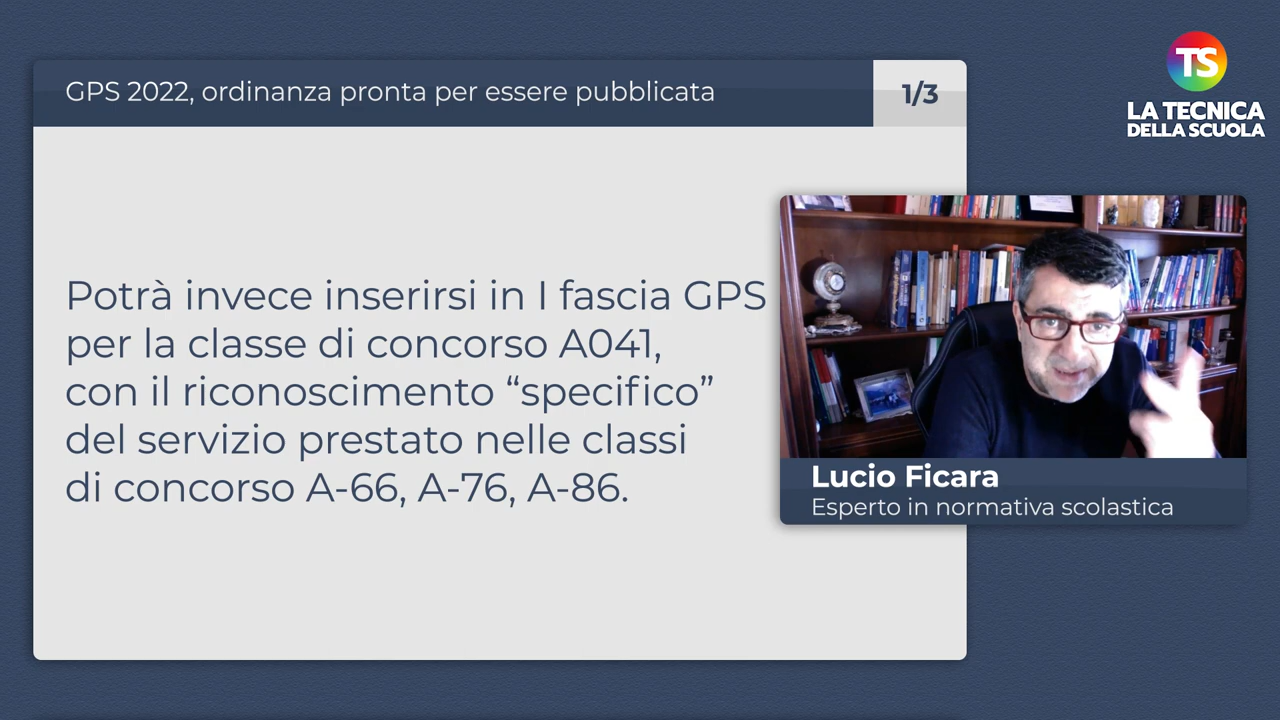 GPS 2022, ordinanza pronta per essere pubblicata
1/3
TS
LA TECNICA
DELLA SCUOLA
Potrà invece inserirsi in I fascia GPS
per la classe di concorso A041,
con il riconoscimento “specifico”
del servizio prestato nelle classi
di concorso A-66, A-76, A-86.
Lucio Ficara
Esperto in normativa scolastica